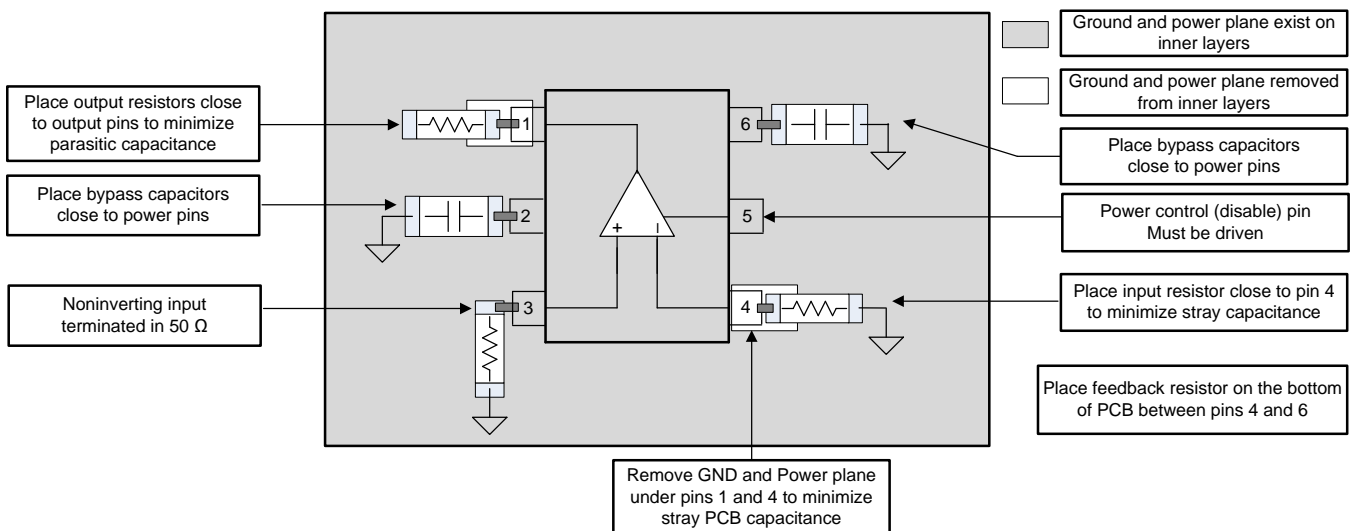 Ground and power plane exist on
inner layers
Ground and power plane removed
from inner layers
Place output resistors close
to output pins to minimize
parasitic capacitance
Place bypass capacitors
close to power pins
Noninverting input
terminated in 50 Ω
1
2
3
6
5
4
+
–
Place bypass capacitors
close to power pins
Power control (disable) pin
Must be driven
Place input resistor close to pin 4
to minimize stray capacitance
Place feedback resistor on the bottom
of PCB between pins 4 and 6
Remove GND and Power plane
under pins 1 and 4 to minimize
stray PCB capacitance